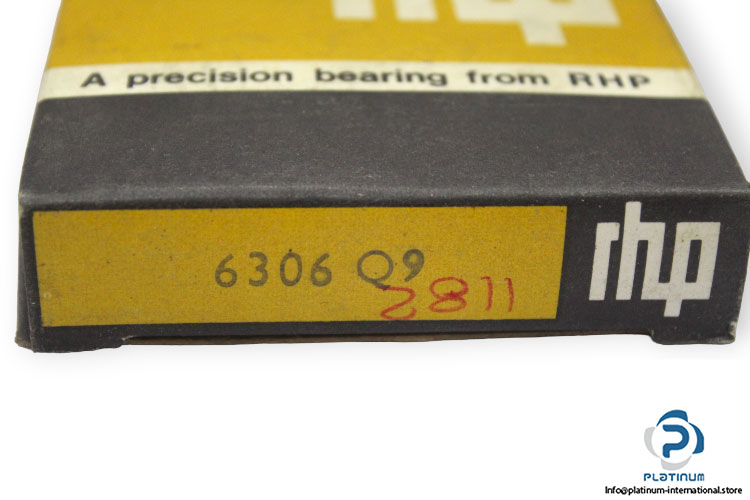 rhp
A precision bearing from RHP
rhp
6306 Q9
2811
PLATINUM
Info@platinum-international.store